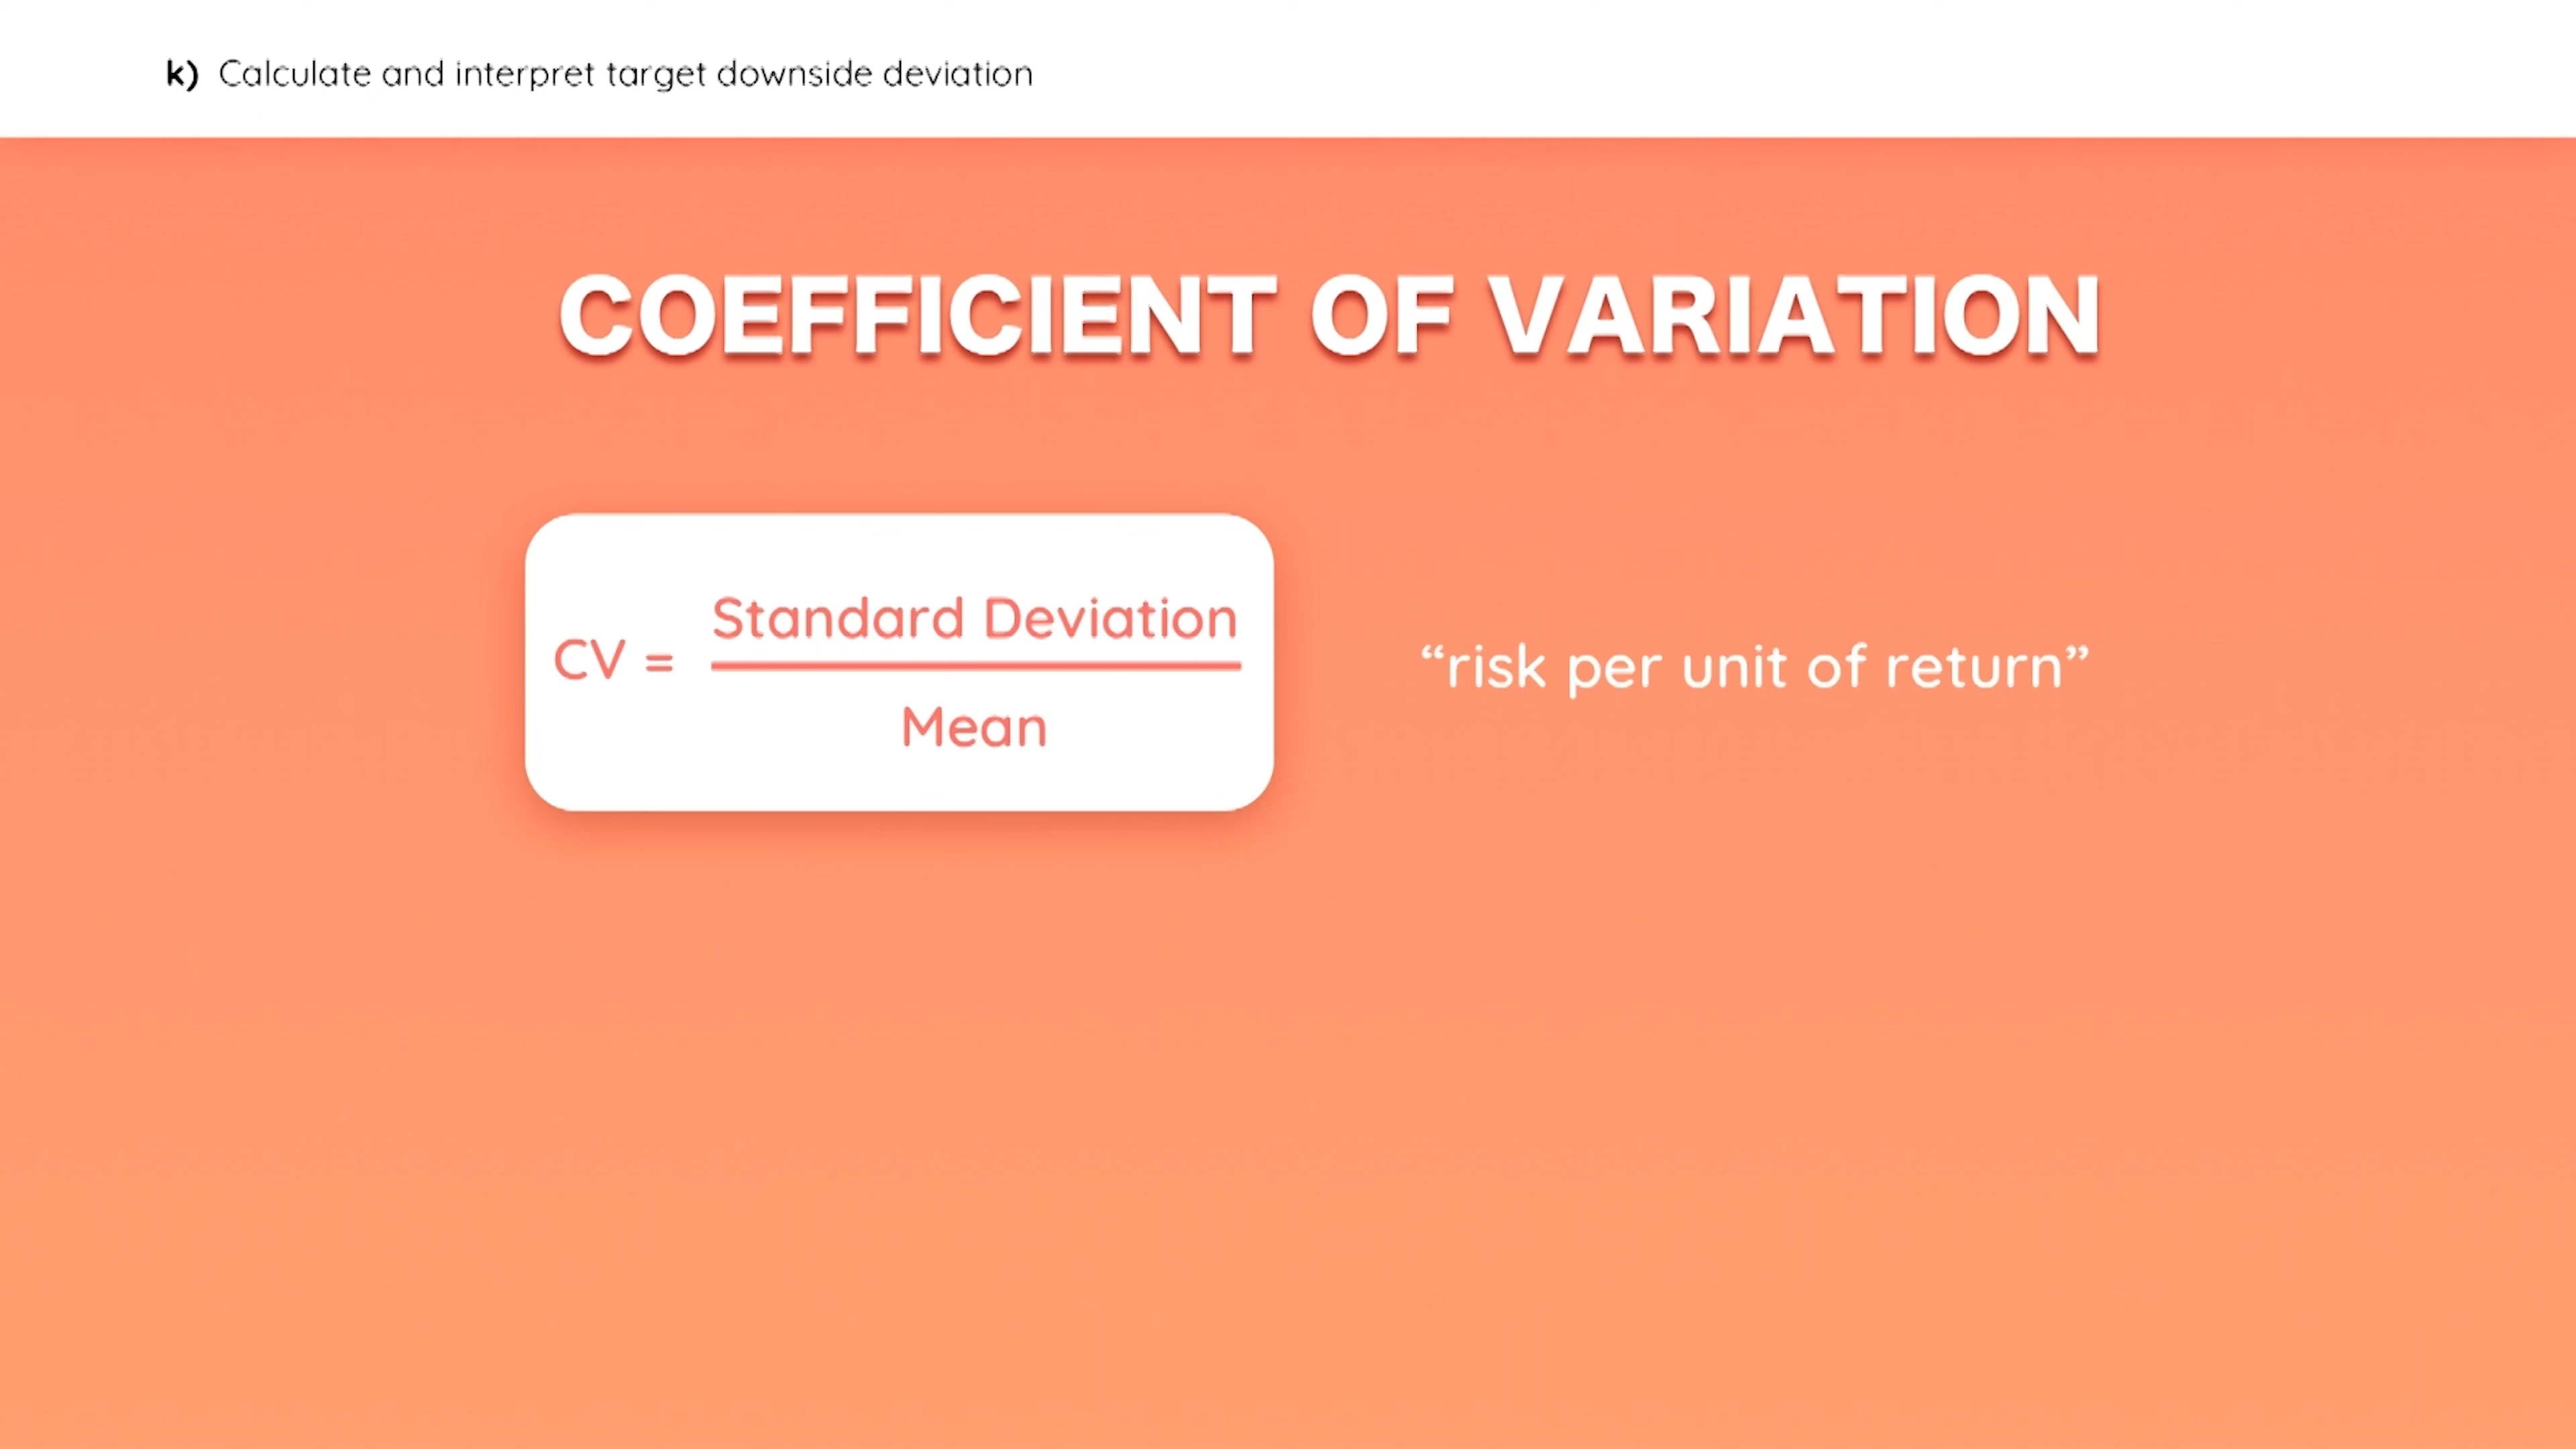 k) Calculate and interpret target downside deviation
COEFFICIENT OF VARIATION
CV = Standard Deviation
Mean
“risk per unit of return”